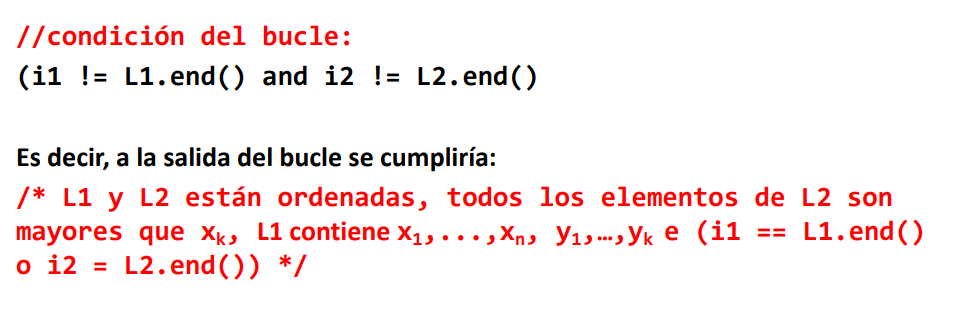 //condición del bucle:
(i1 != L1.end() and i2 != L2.end()
Es decir, a la salida del bucle se cumpliría:
/* L1 y L2 están ordenadas, todos los elementos de L2 son
mayores que xₖ, L1 contiene x₁,...,xₙ, y₁,…,yₖ e (i1 == L1.end()
o i2 = L2.end()) */